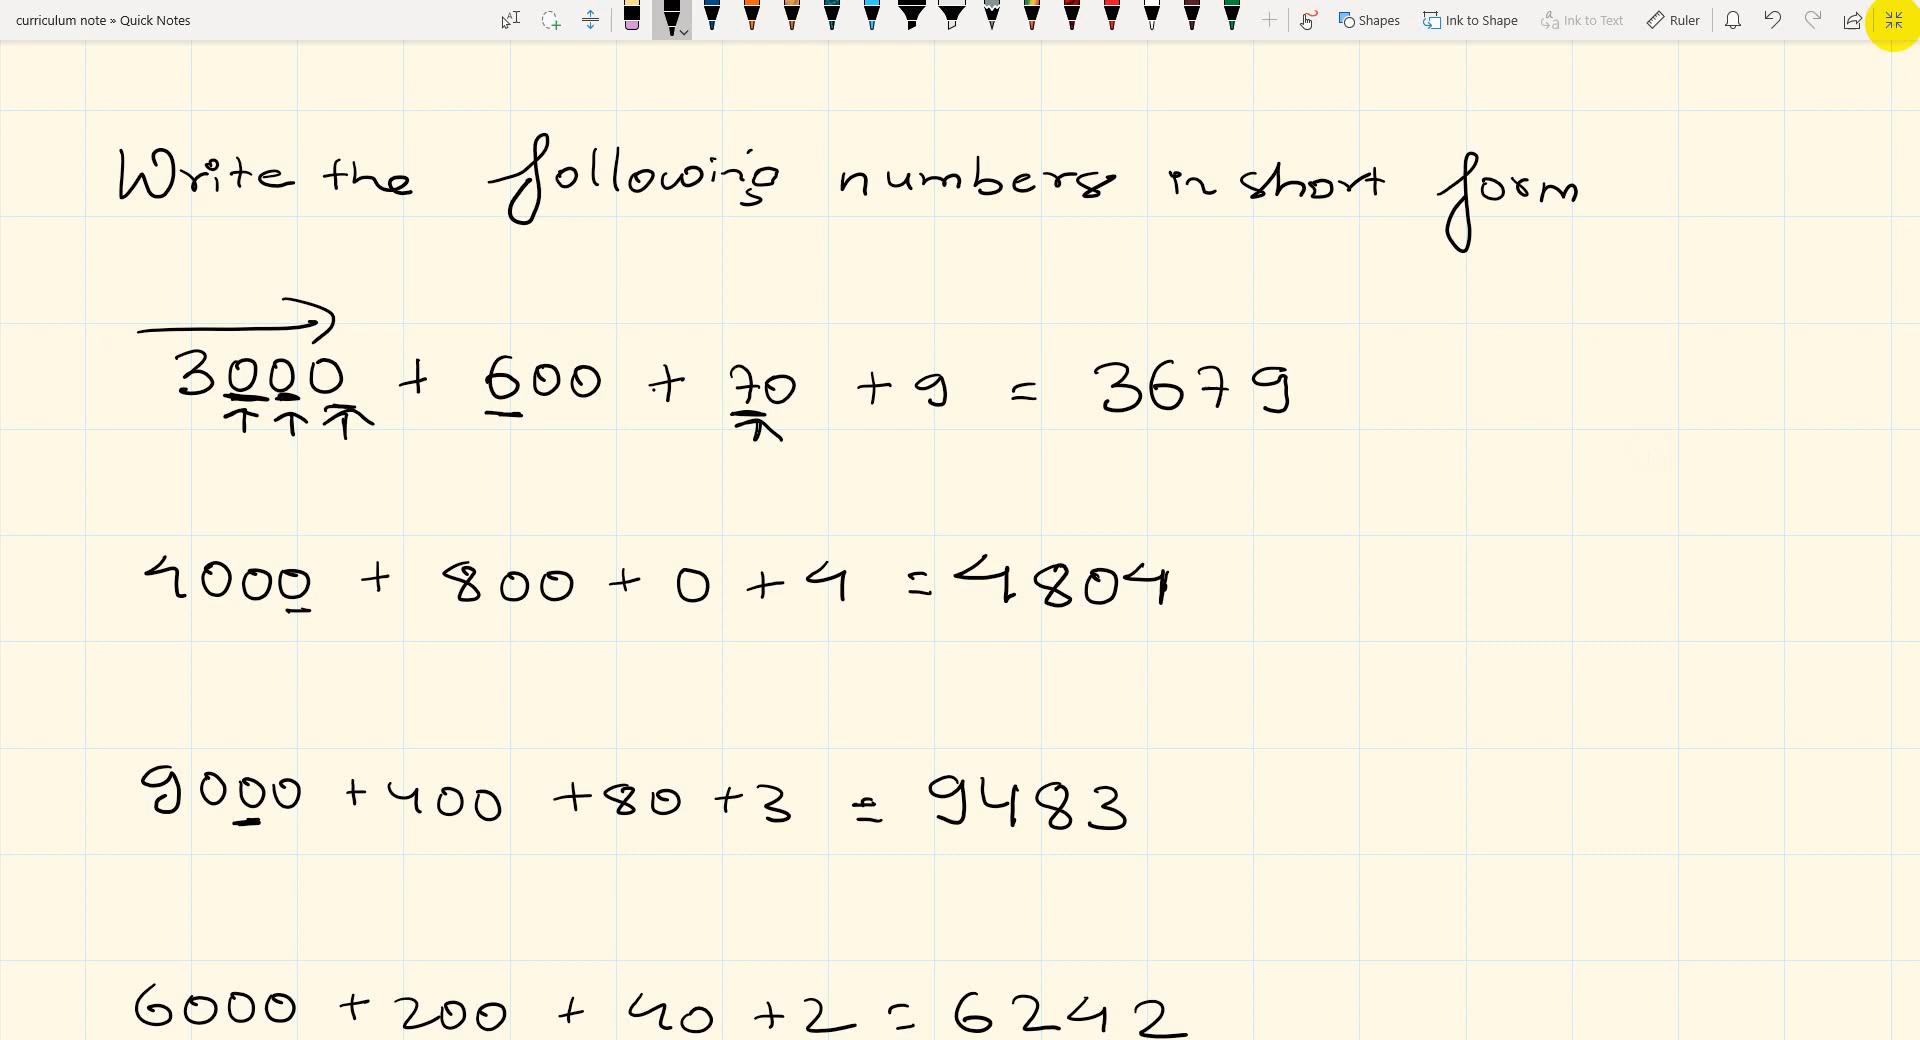 curriculum note » Quick Notes
Shapes Ink to Shape Ink to Text Ruler
Write the following numbers in short form
3000 + 600 + 70 + 9 = 3679
4000 + 800 + 0 + 4 = 4804
9000 + 400 + 80 + 3 = 9483
6000 + 200 + 40 + 2 = 6242